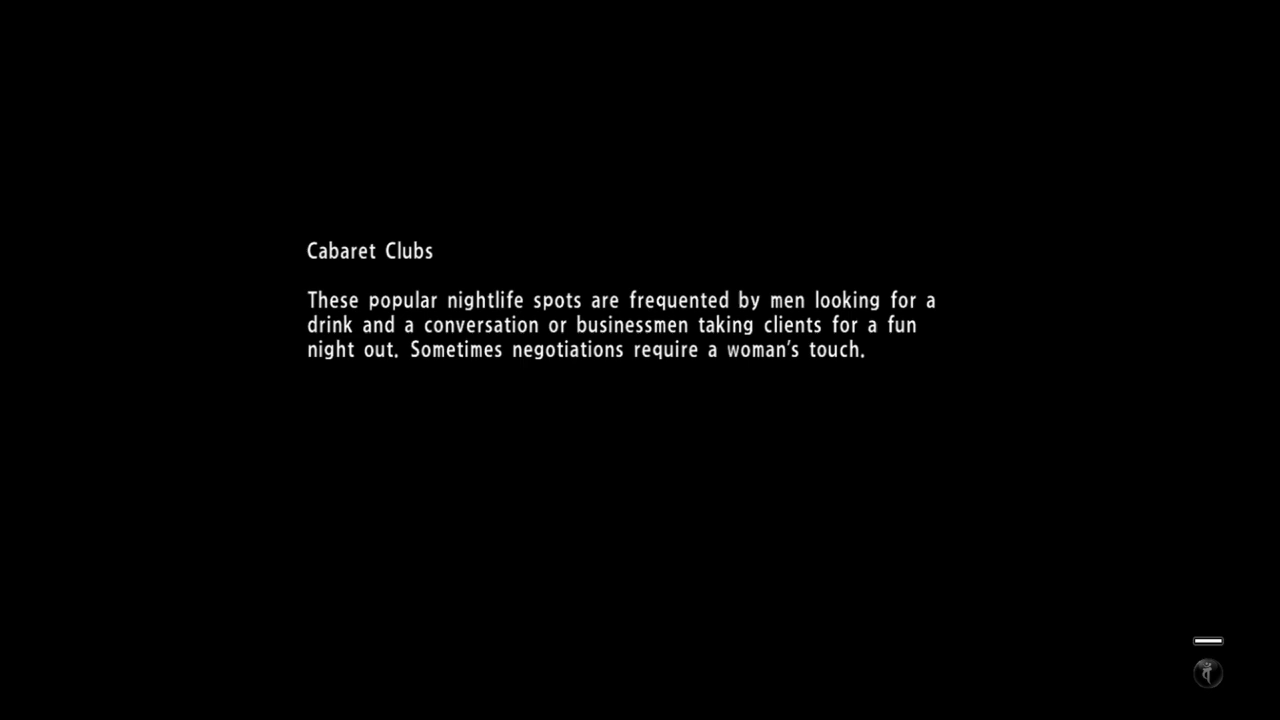 Cabaret Clubs
These popular nightlife spots are frequented by men looking for a
drink and a conversation or businessmen taking clients for a fun
night out. Sometimes negotiations require a woman's touch.